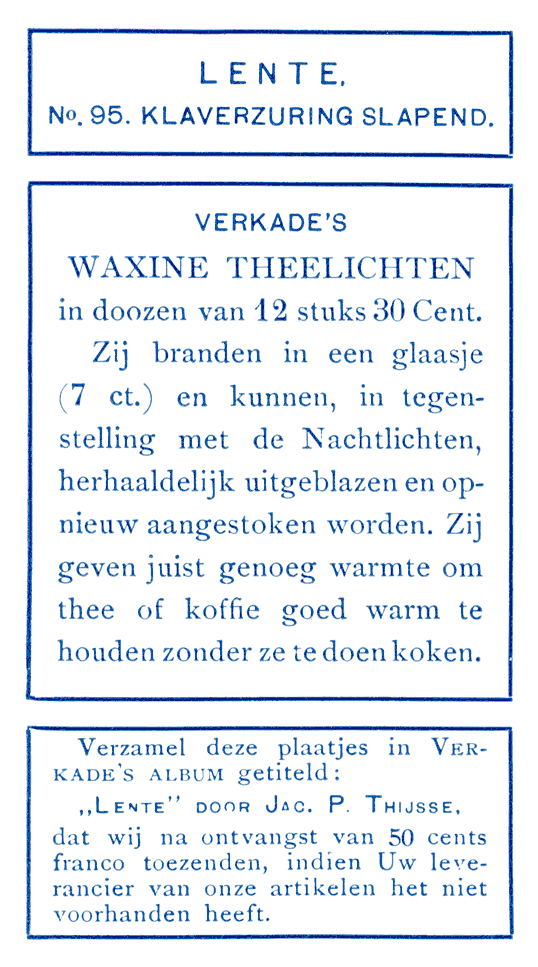 LENTE.
No. 95. KLAVERZURING SLAPEND.
VERKADE'S
WAXINE THEELICHTEN
in doozen van 12 stuks 30 Cent.
Zij branden in een glaasje
(7 ct.) en kunnen, in tegen-
stelling met de Nachtlichten,
herhaaldelijk uitgeblazen en op-
nieuw aangestoken worden. Zij
geven juist genoeg warmte om
thee of koffie goed warm te
houden zonder ze te doen koken.
Verzamel deze plaatjes in VER-
KADE'S ALBUM getiteld:
„LENTE” DOOR JAC. P. THIJSSE,
dat wij na ontvangst van 50 cents
franco toezenden, indien Uw leve-
rancier van onze artikelen het niet
voorhanden heeft.